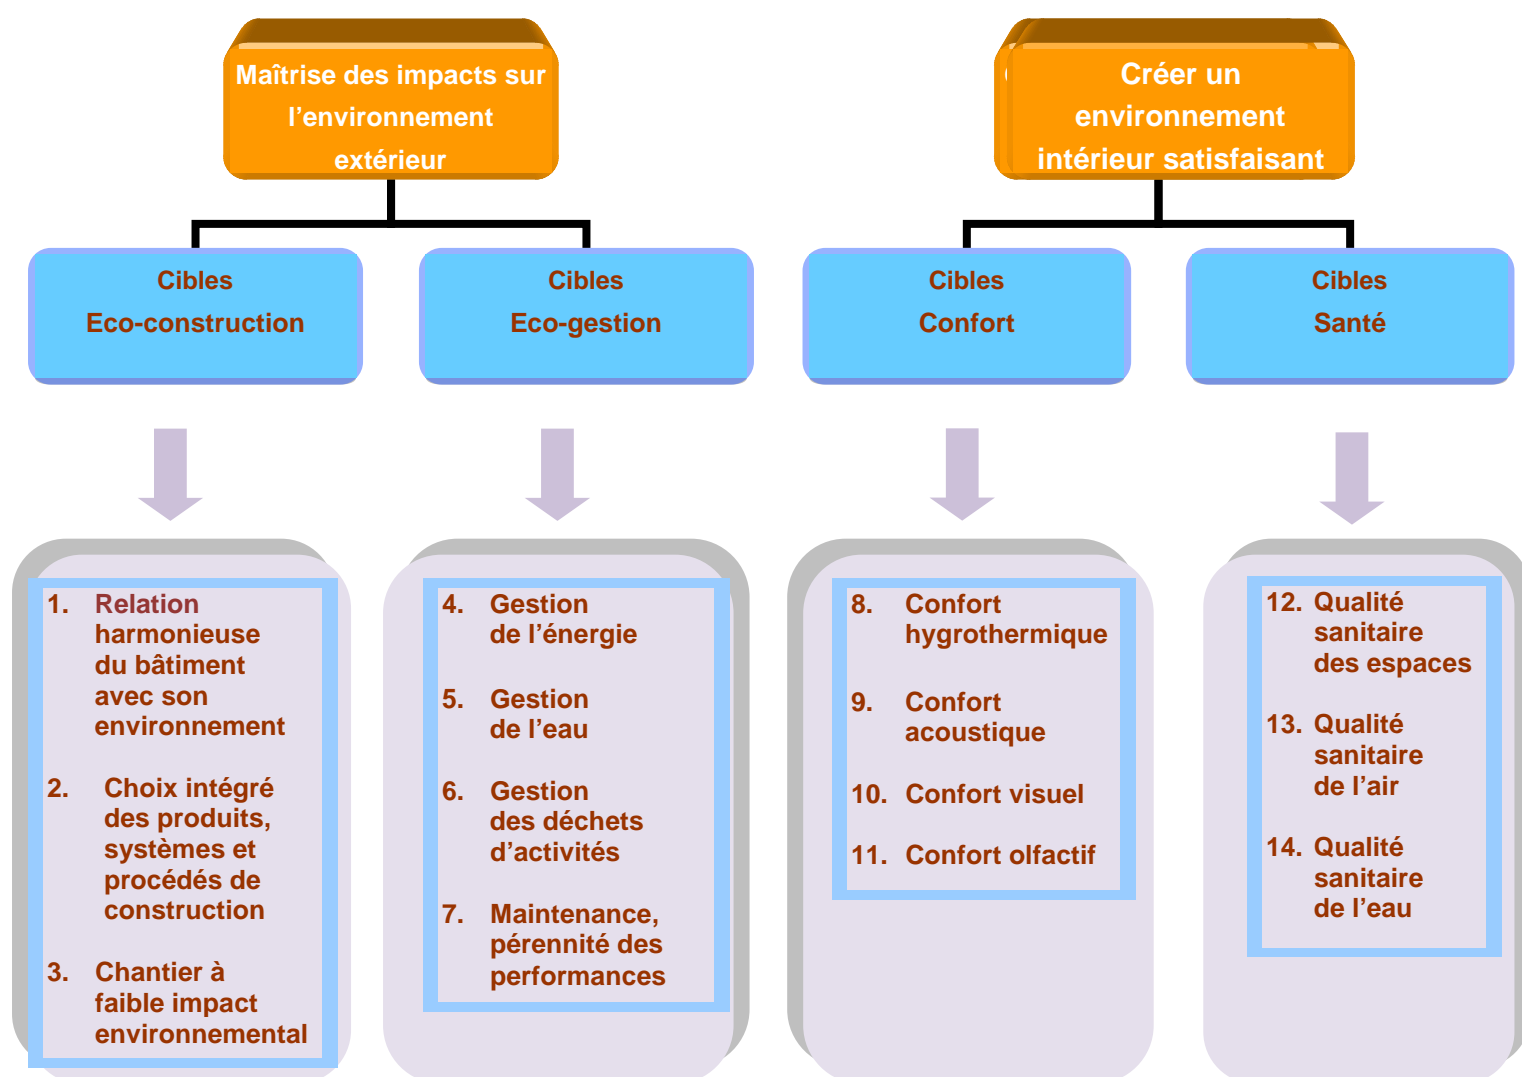 Maîtrise des impacts sur
l’environnement
extérieur
Créer un
environnement
intérieur satisfaisant
Cibles
Eco-construction
Cibles
Eco-gestion
Cibles
Confort
Cibles
Santé
1. Relation
harmonieuse
du bâtiment
avec son
environnement
2. Choix intégré
des produits,
systèmes et
procédés de
construction
3. Chantier à
faible impact
environnemental
4. Gestion
de l’énergie
5. Gestion
de l’eau
6. Gestion
des déchets
d’activités
7. Maintenance,
pérennité des
performances
8. Confort
hygrothermique
9. Confort
acoustique
10. Confort visuel
11. Confort olfactif
12. Qualité
sanitaire
des espaces
13. Qualité
sanitaire
de l’air
14. Qualité
sanitaire
de l’eau